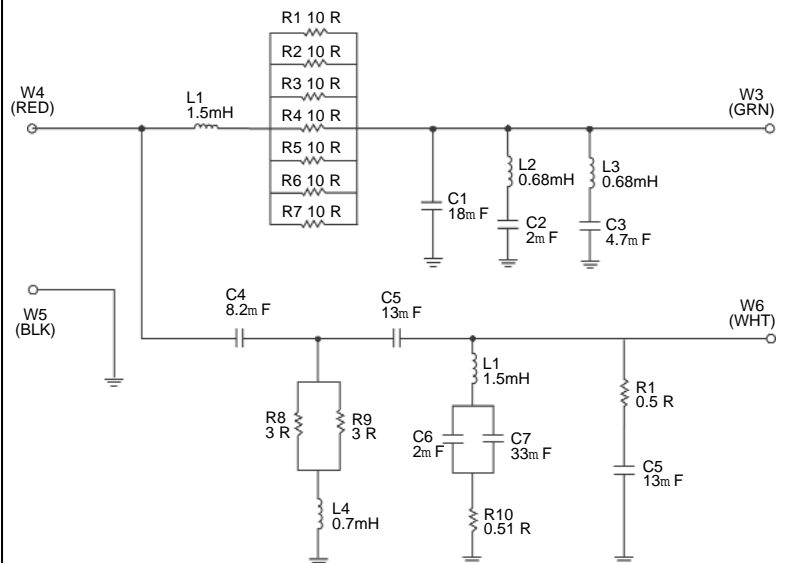 R1 10 R
R2 10 R
R3 10 R
R4 10 R
R5 10 R
R6 10 R
R7 10 R
W4
(RED)
L1
1.5mH
W3
(GRN)
L2
0.68mH
L3
0.68mH
C1
18m F
C2
2m F
C3
4.7m F
W5
(BLK)
C4
8.2m F
C5
13m F
W6
(WHT)
L1
1.5mH
R1
0.5 R
R8
3 R
R9
3 R
C6
2m F
C7
33m F
C5
13m F
L4
0.7mH
R10
0.51 R